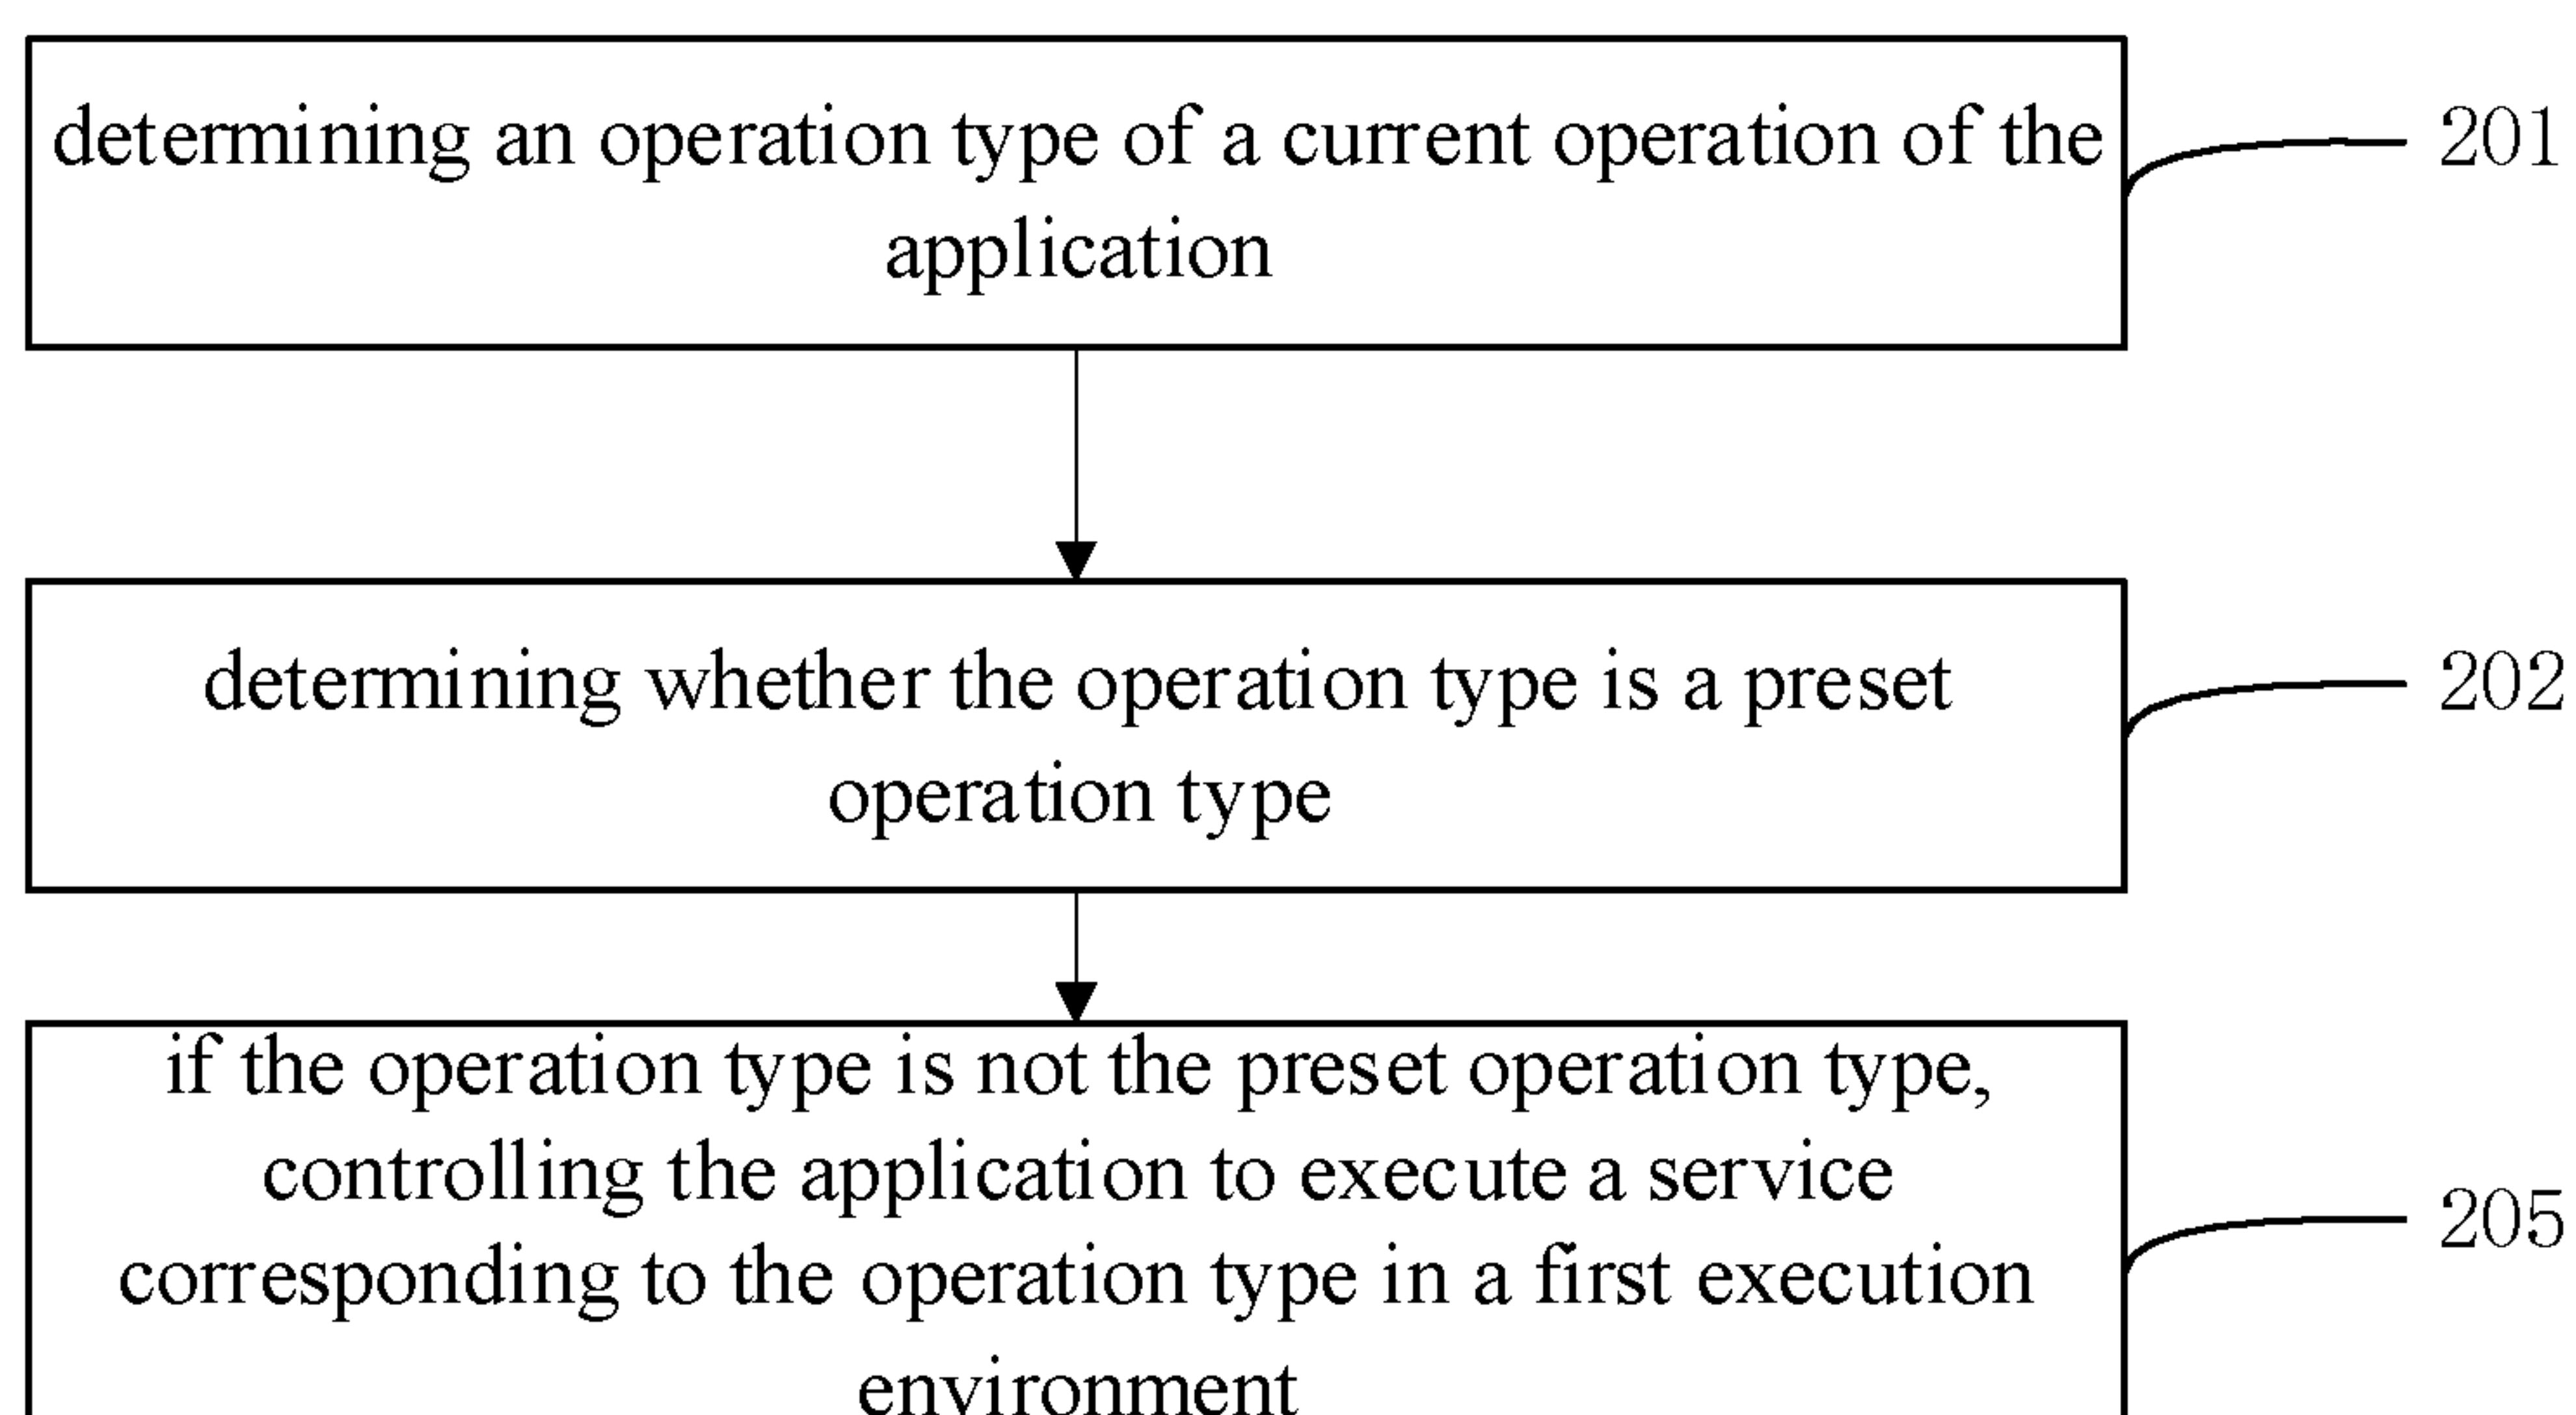 determining an operation type of a current operation of the
application
201
determining whether the operation type is a preset
operation type
202
if the operation type is not the preset operation type,
controlling the application to execute a service
corresponding to the operation type in a first execution
environment
205